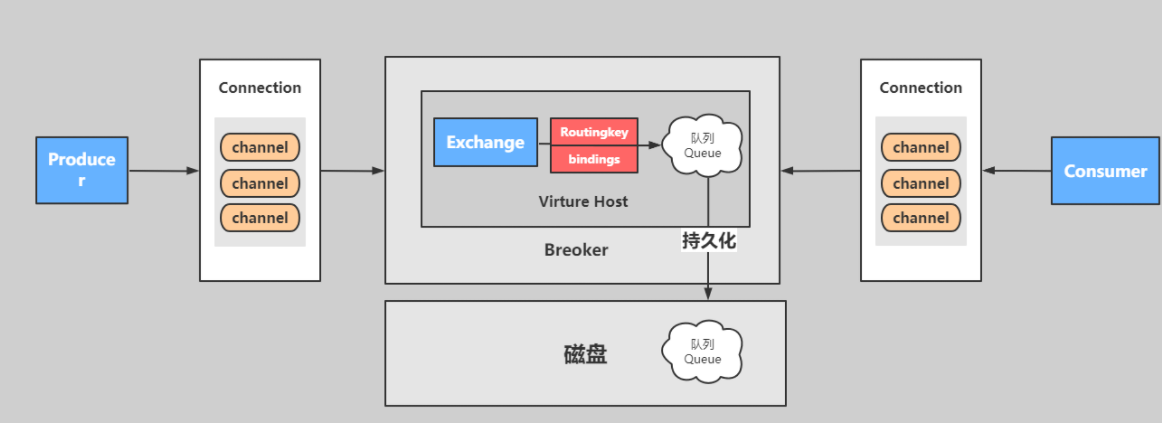 Connection
channel
channel
channel
Produce
r
Exchange
Routingkey
bindings
队列
Queue
Virture Host
Breoker
持久化
磁盘
队列
Queue
Connection
channel
channel
channel
Consumer